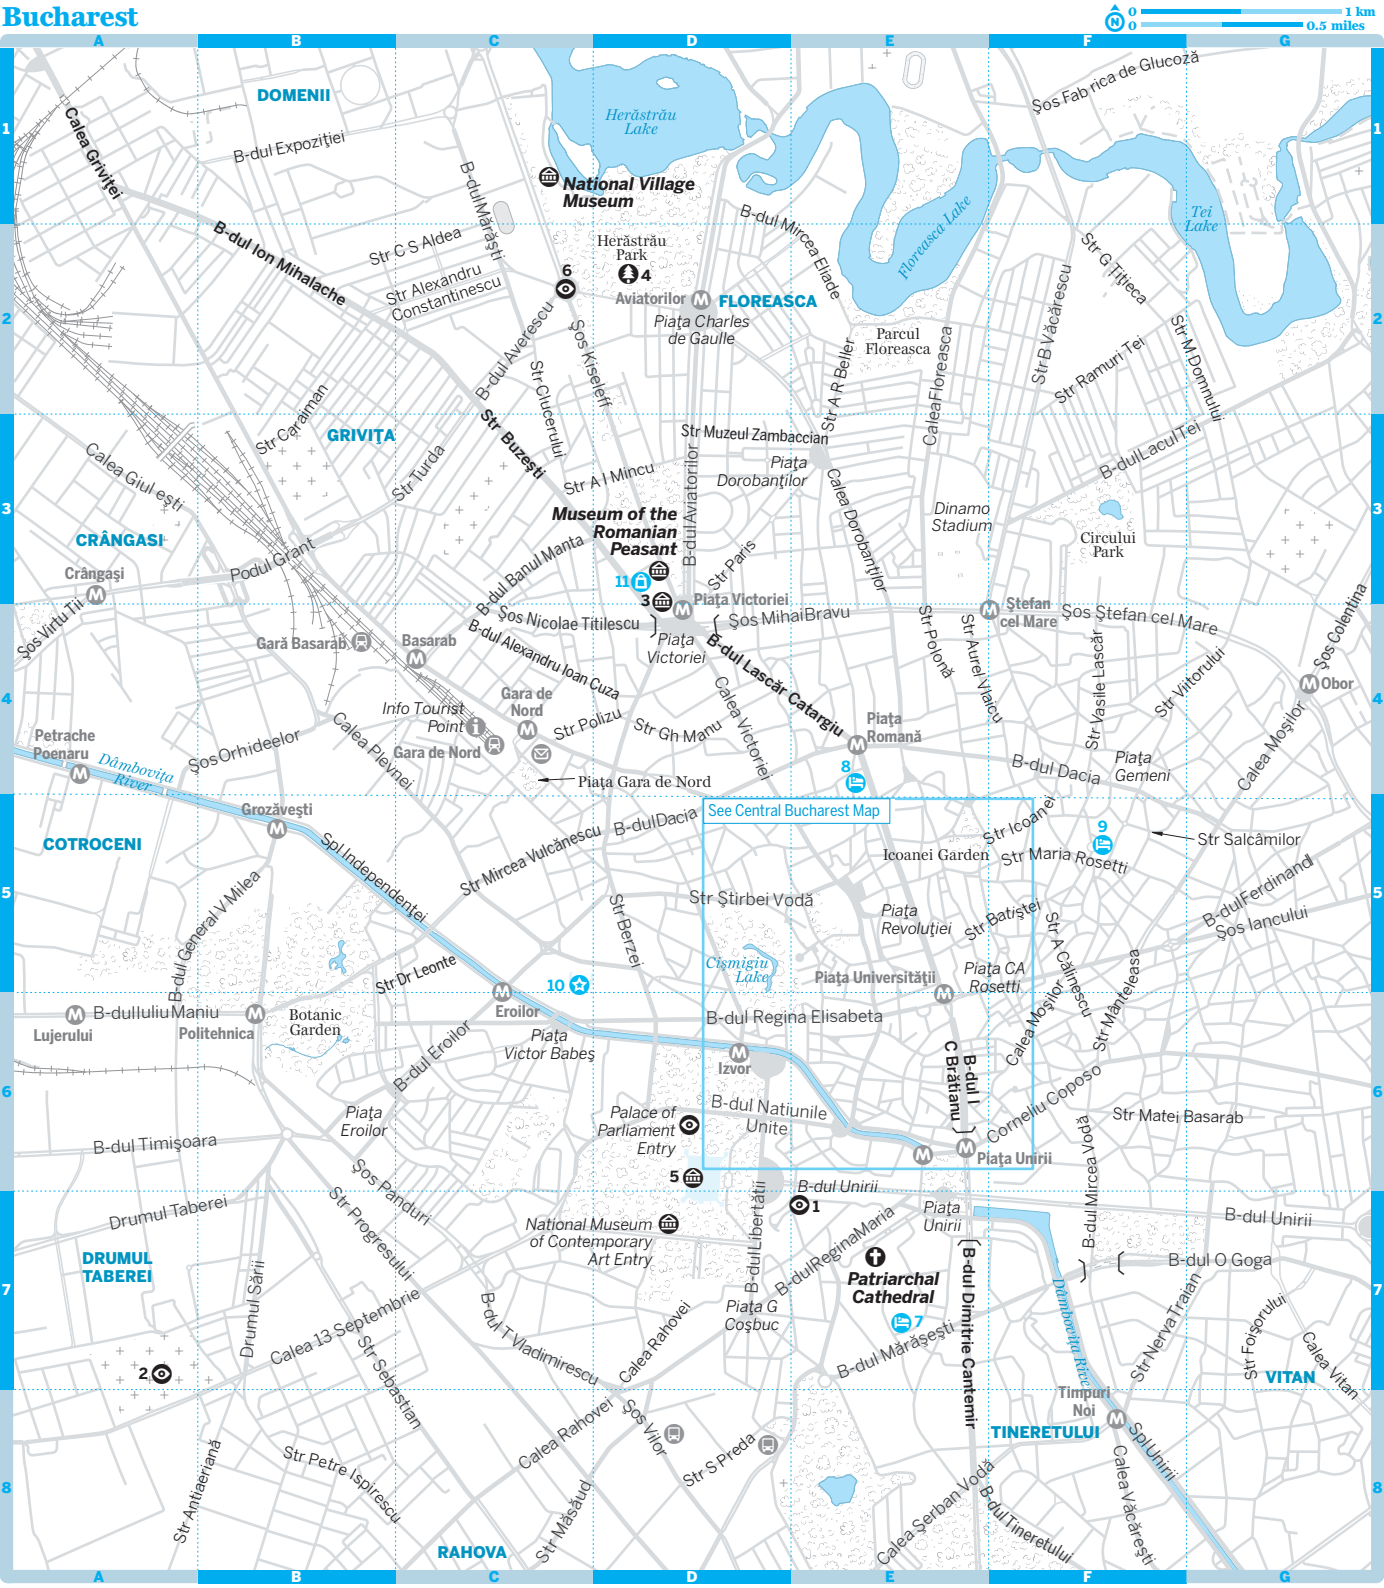 Bucharest
0 1 km
0 0.5 miles
N
A B C D E F G
1 1
2 2
3 3
4 4
5 5
6 6
7 7
8 8
DOMENII
Calea Griviţei
B-dul Expoziţiei
B-dul Mărăşti
Herăstrău
Lake
National Village
Museum
Şos Fabrica de Glucoză
Tei
Lake
Floreasca Lake
B-dul Mircea Eliade
B-dul Ion Mihalache
Str C S Aldea
Str Alexandru
Constantinescu
Herăstrău
Park
4
6
Aviatorilor
FLOREASCA
Piaţa Charles
de Gaulle
Str G Ţiţeica
Str B Văcărescu
Str Ramuri Tei
Str M Domnului
Parcul
Floreasca
Calea Floreasca
Str A R Beller
B-dul Averescu
Şos Kiseleff
Str Clucerului
Str Caraiman
GRIVIŢA
Str Buzeşti
Str Turda
Str Muzeul Zambaccian
Str A I Mincu
Piaţa
Dorobanţilor
B-dul Aviatorilor
Calea Dorobanţilor
B-dul Lacul Tei
Dinamo
Stadium
Circului
Park
Calea Giuleşti
CRÂNGASI
Crângaşi
Podul Grant
Museum of the
Romanian
Peasant
11
3
B-dul Banul Manta
Str Paris
Piaţa Victoriei
Şos Virtuţii
Şos Nicolae Titilescu
Şos Mihai Bravu
Ştefan
cel Mare
Şos Ştefan cel Mare
Şos Colentina
Gară Basarab
Basarab
B-dul Alexandru Ioan Cuza
Piaţa
Victoriei
B-dul Lascăr Catargiu
Str Polonă
Str Aurel Vlaicu
Str Vasile Lascăr
Str Viitorului
Obor
Info Tourist
Point
Gara de
Nord
Gara de Nord
Str Polizu
Str Gh Manu
Calea Victoriei
Piaţa
Romană
8
Petrache
Poenaru
Dâmboviţa
River
Şos Orhideelor
Calea Plevnei
Piaţa Gara de Nord
B-dul Dacia
Piaţa
Gemeni
Calea Moşilor
Grozăveşti
COTROCENI
Spl Independenţei
Str Mircea Vulcănescu
B-dul Dacia
See Central Bucharest Map
Str Icoanei
Icoanei Garden
Str Maria Rosetti
9
Str Salcâmilor
B-dul General V Milea
Str Berzei
Str Ştirbei Vodă
Piaţa
Revoluţiei
Str Batiştei
Str A Călinescu
B-dul Ferdinand
Şos Iancului
Str Dr Leonte
10
Cişmigiu
Lake
Piaţa Universităţii
Piaţa CA
Rosetti
Calea Moşilor
Str Mânteleasa
Lujerului
B-dul Iuliu Maniu
Politehnica
Botanic
Garden
Eroilor
B-dul Eroilor
Piaţa
Victor Babeş
B-dul Regina Elisabeta
Izvor
B-dul I
C Brătianu
Corneliu Coposo
Piaţa
Eroilor
Palace of
Parliament
Entry
B-dul Natiunile
Unite
Str Matei Basarab
B-dul Mircea Vodă
B-dul Timişoara
Piaţa Unirii
5
Şos Panduri
Str Progresului
B-dul Unirii
1
Piaţa
Unirii
B-dul Unirii
Drumul Taberei
DRUMUL
TABEREI
National Museum
of Contemporary
Art Entry
B-dul Libertătii
B-dul Regina Maria
Patriarchal
Cathedral
B-dul Dimitrie Cantemir
B-dul O Goga
Drumul Sării
Calea 13 Septembrie
B-dul T Vladimirescu
Calea Rahovei
Piaţa G
Coşbuc
7
B-dul Mărăşeşti
Dâmboviţa River
Str Nerva Traian
Str Foişorului
Calea Vitan
VITAN
2
Str Sebastian
Timpuri
Noi
TINERETULUI
Str Antiaeriană
Str Petre Ispirescu
Calea Rahovei
Şos Viilor
Str S Preda
Spl Unirii
Calea Văcăreşti
RAHOVA
Str Măsăud
Calea Şerban Vodă
B-dul Tineretului
A B C D E F G